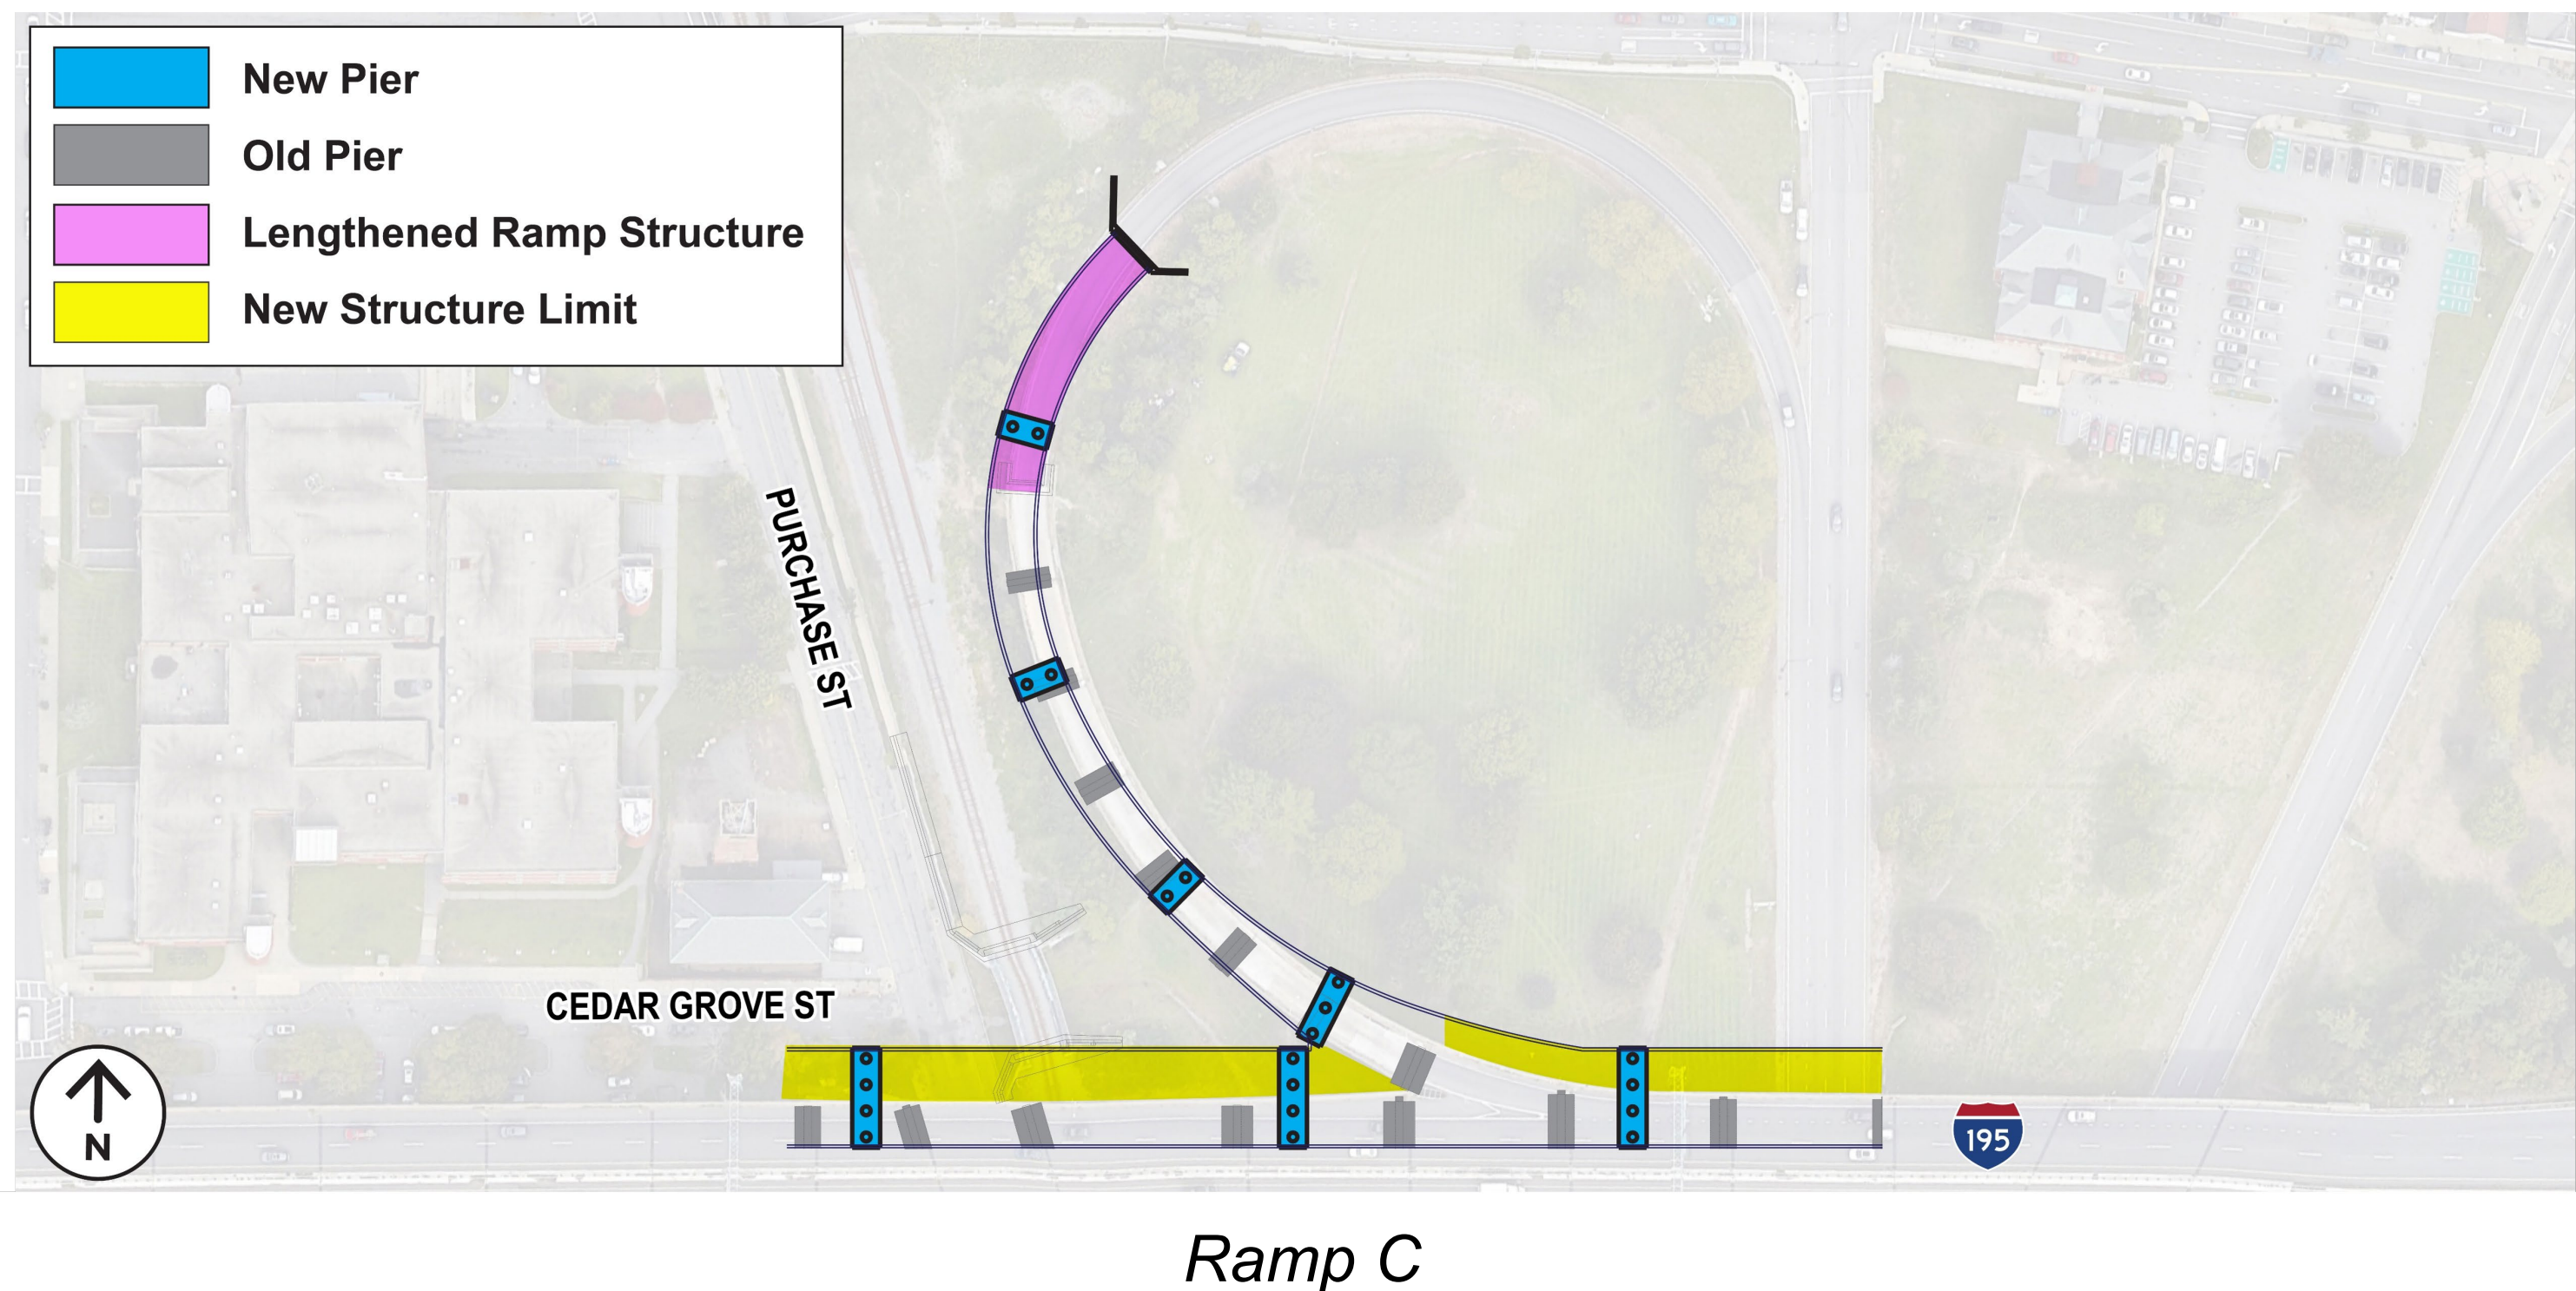 New Pier
Old Pier
Lengthened Ramp Structure
New Structure Limit
PURCHASE ST
CEDAR GROVE ST
N
195
Ramp C